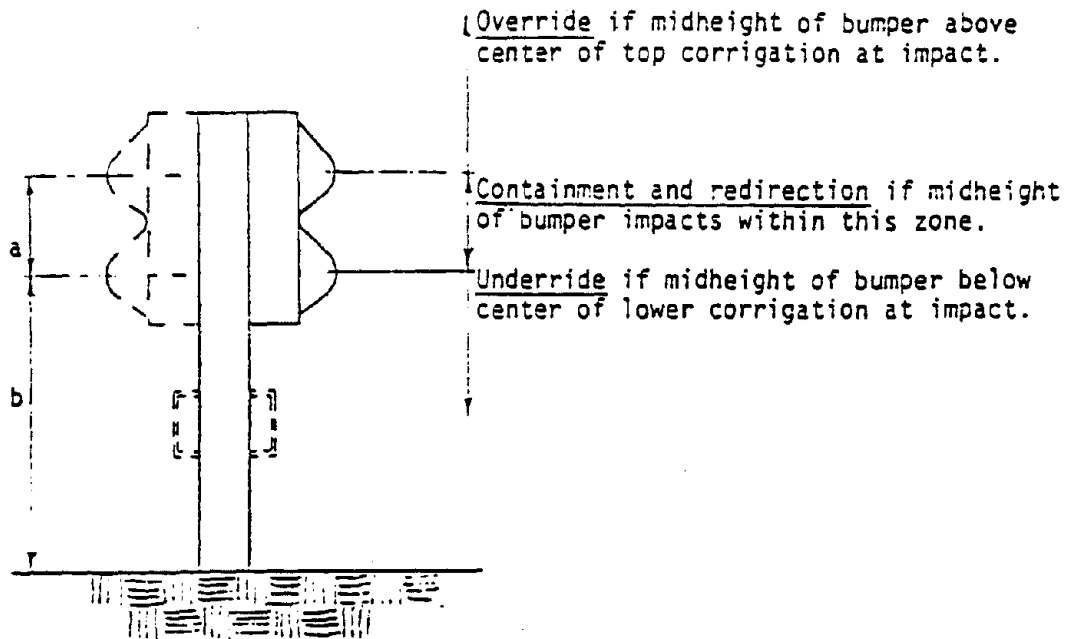 Override if midheight of bumper above
center of top corrigation at impact.
Containment and redirection if midheight
of bumper impacts within this zone.
a
Underride if midheight of bumper below
center of lower corrigation at impact.
b